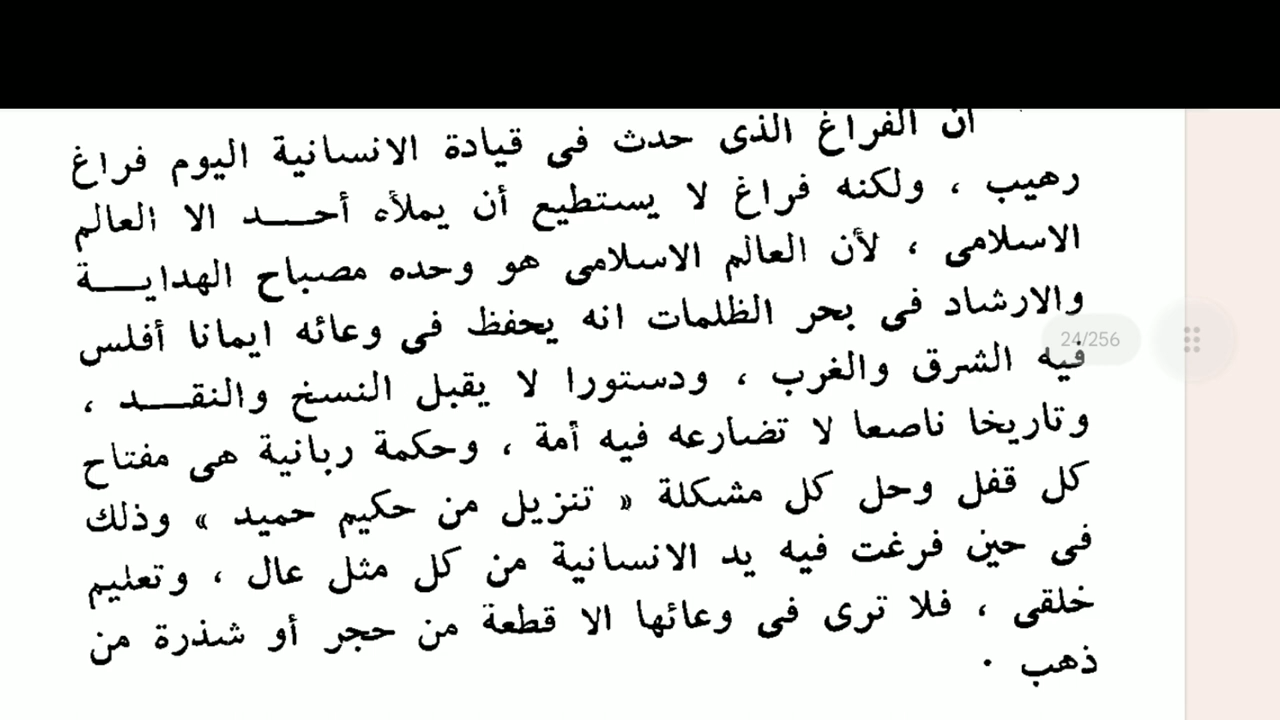 ان الفراغ الذى حدث فى قيادة الانسانية اليوم فراغ
رهيب ، ولكنه فراغ لا يستطيع أن يملأه أحـــد الا العالم
الاسلامى ، لأن العالم الاسلامى هو وحده مصباح الهدايـــة
والارشاد فى بحر الظلمات انه يحفظ فى وعائه ايمانا أفلس
فيه الشرق والغرب ، ودستورا لا يقبل النسخ والنقـــد ،
وتاريخا ناصعا لا تضارعه فيه أمة ، وحكمة ربانية هى مفتاح
كل قفل وحل كل مشكلة « تنزيل من حكيم حميد » وذلك
فى حين فرغت فيه يد الانسانية من كل مثل عال ، وتعليم
خلقى ، فلا ترى فى وعائها الا قطعة من حجر أو شذرة من
ذهب .
24/256